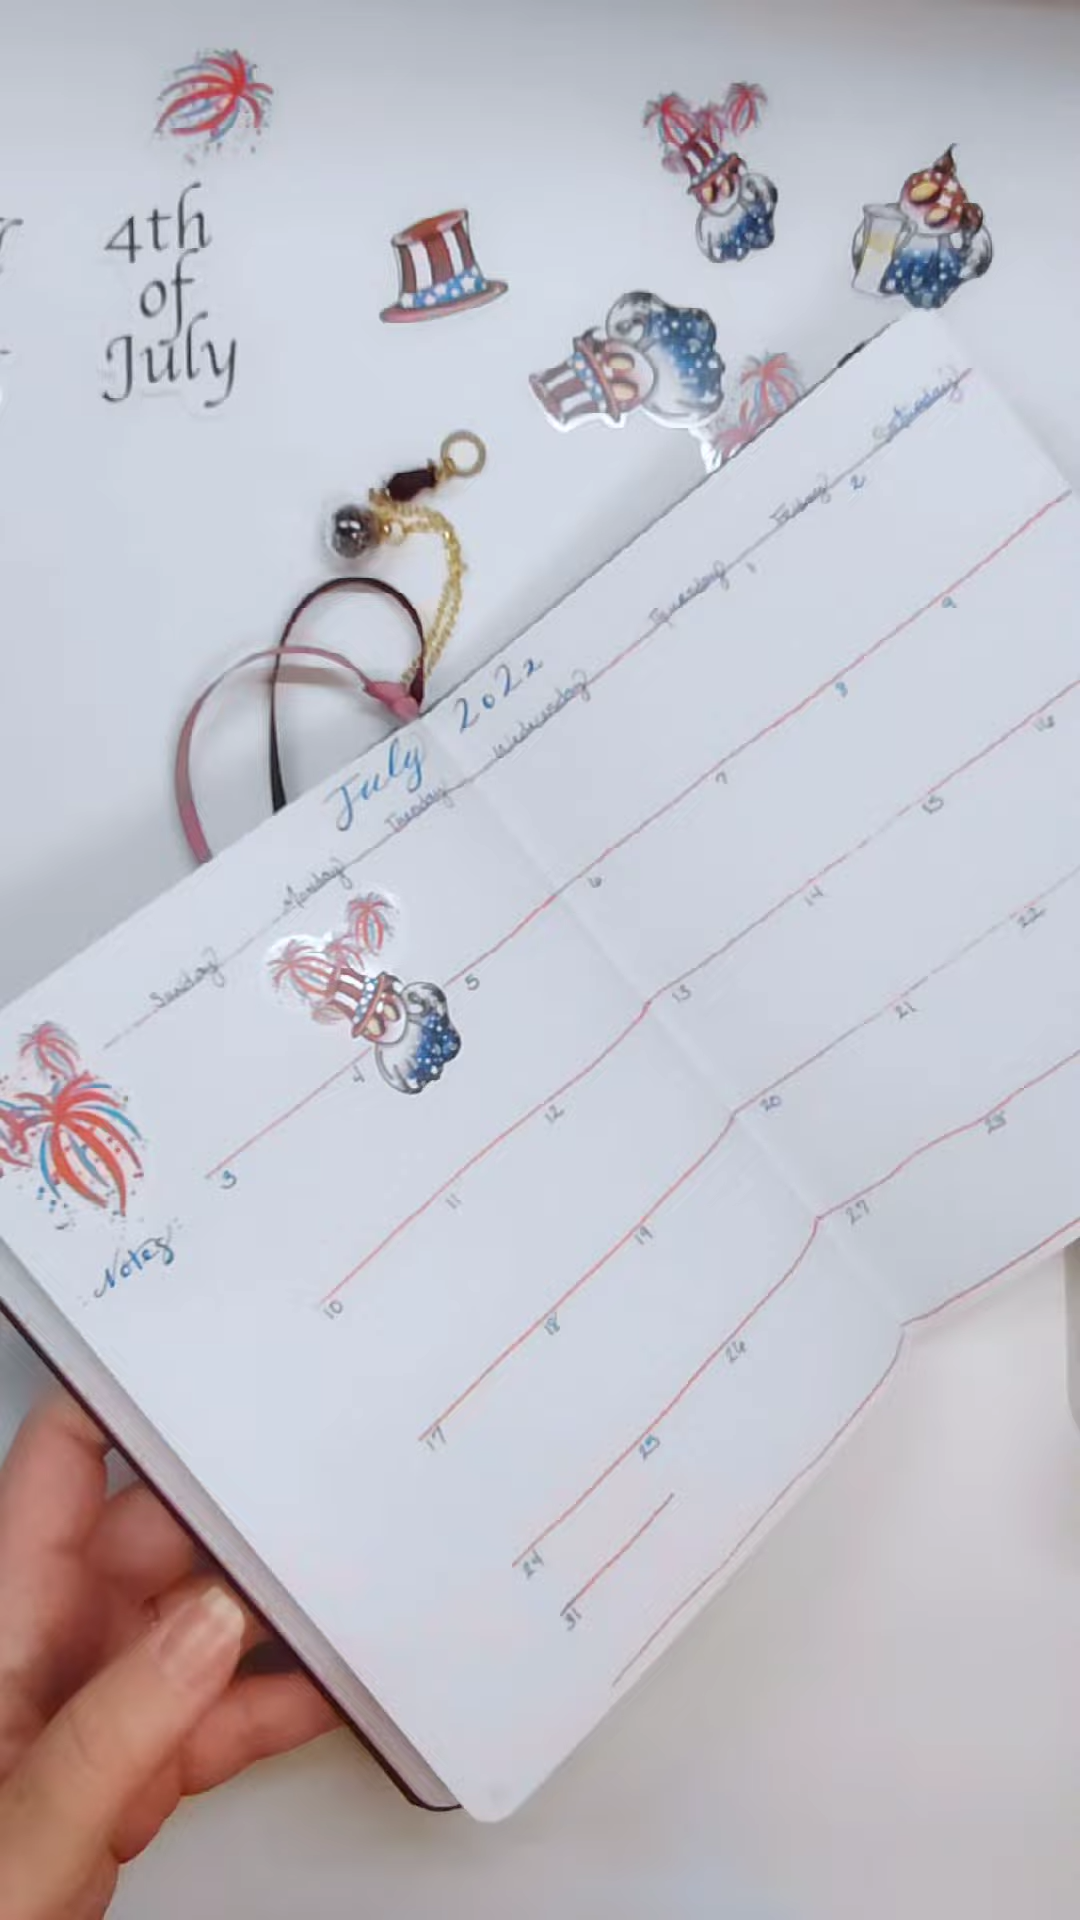 4th
of
July
July 2022
Sunday Monday Tuesday Wednesday Thursday Friday Saturday
1 2
3 4 5 6 7 8 9
10 11 12 13 14 15 16
17 18 19 20 21 22
24 25 26 27 28
31
Notes